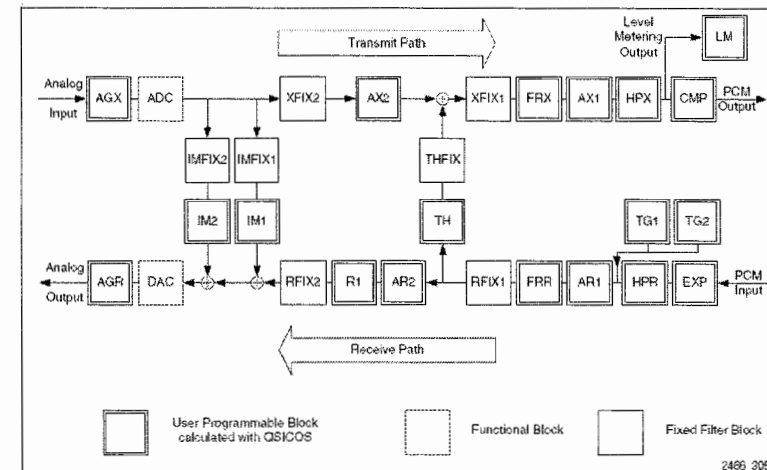 Transmit Path
Level
Metering
Output
LM
Analog
Input
AGX
ADC
XFIX2
AX2
XFIX1
FRX
AX1
HPX
CMP
PCM
Output
IMFIX2
IMFIX1
THFIX
IM2
IM1
TH
TG1
TG2
Analog
Output
AGR
DAC
RFIX2
R1
AR2
RFIX1
FRR
AR1
HPR
EXP
PCM
Input
Receive Path
User Programmable Block
calculated with QSICOS
Functional Block
Fixed Filter Block